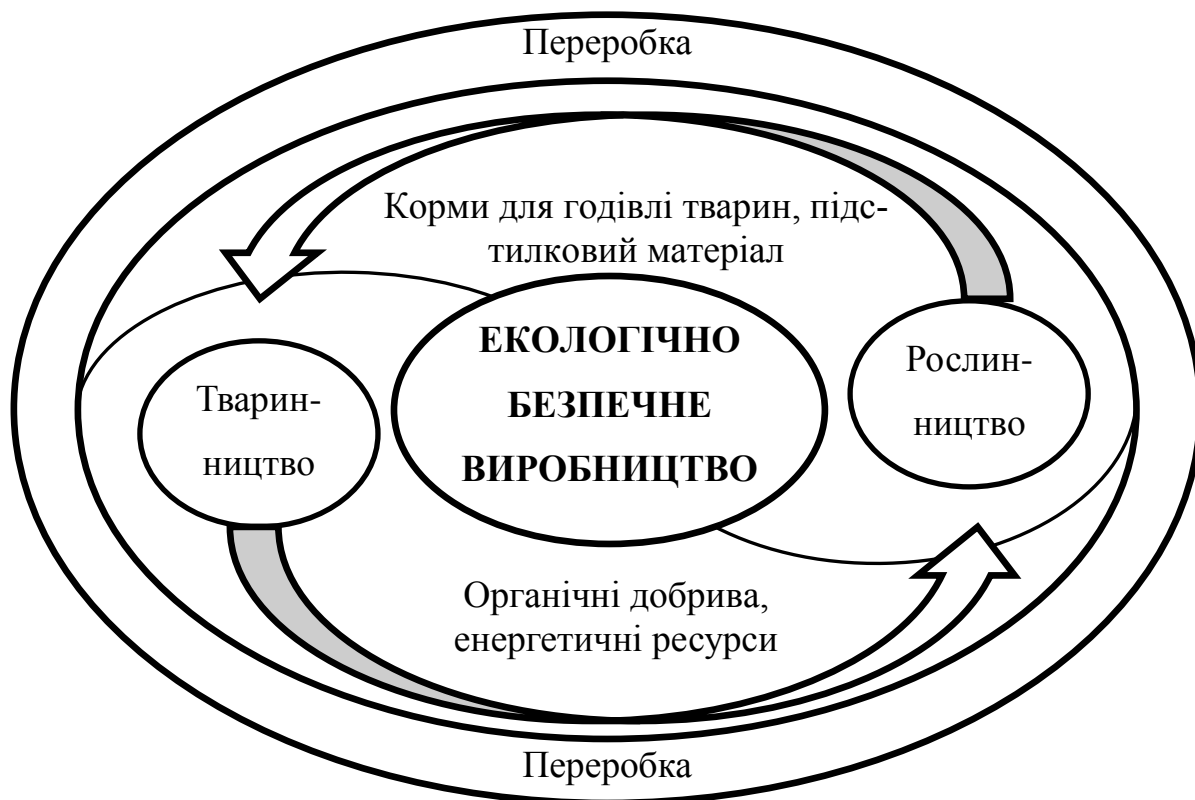 Переробка
Корми для годівлі тварин, підс-
тилковий матеріал
ЕКОЛОГІЧНО
БЕЗПЕЧНЕ
ВИРОБНИЦТВО
Тварин-
ництво
Рослин-
ництво
Органічні добрива,
енергетичні ресурси
Переробка